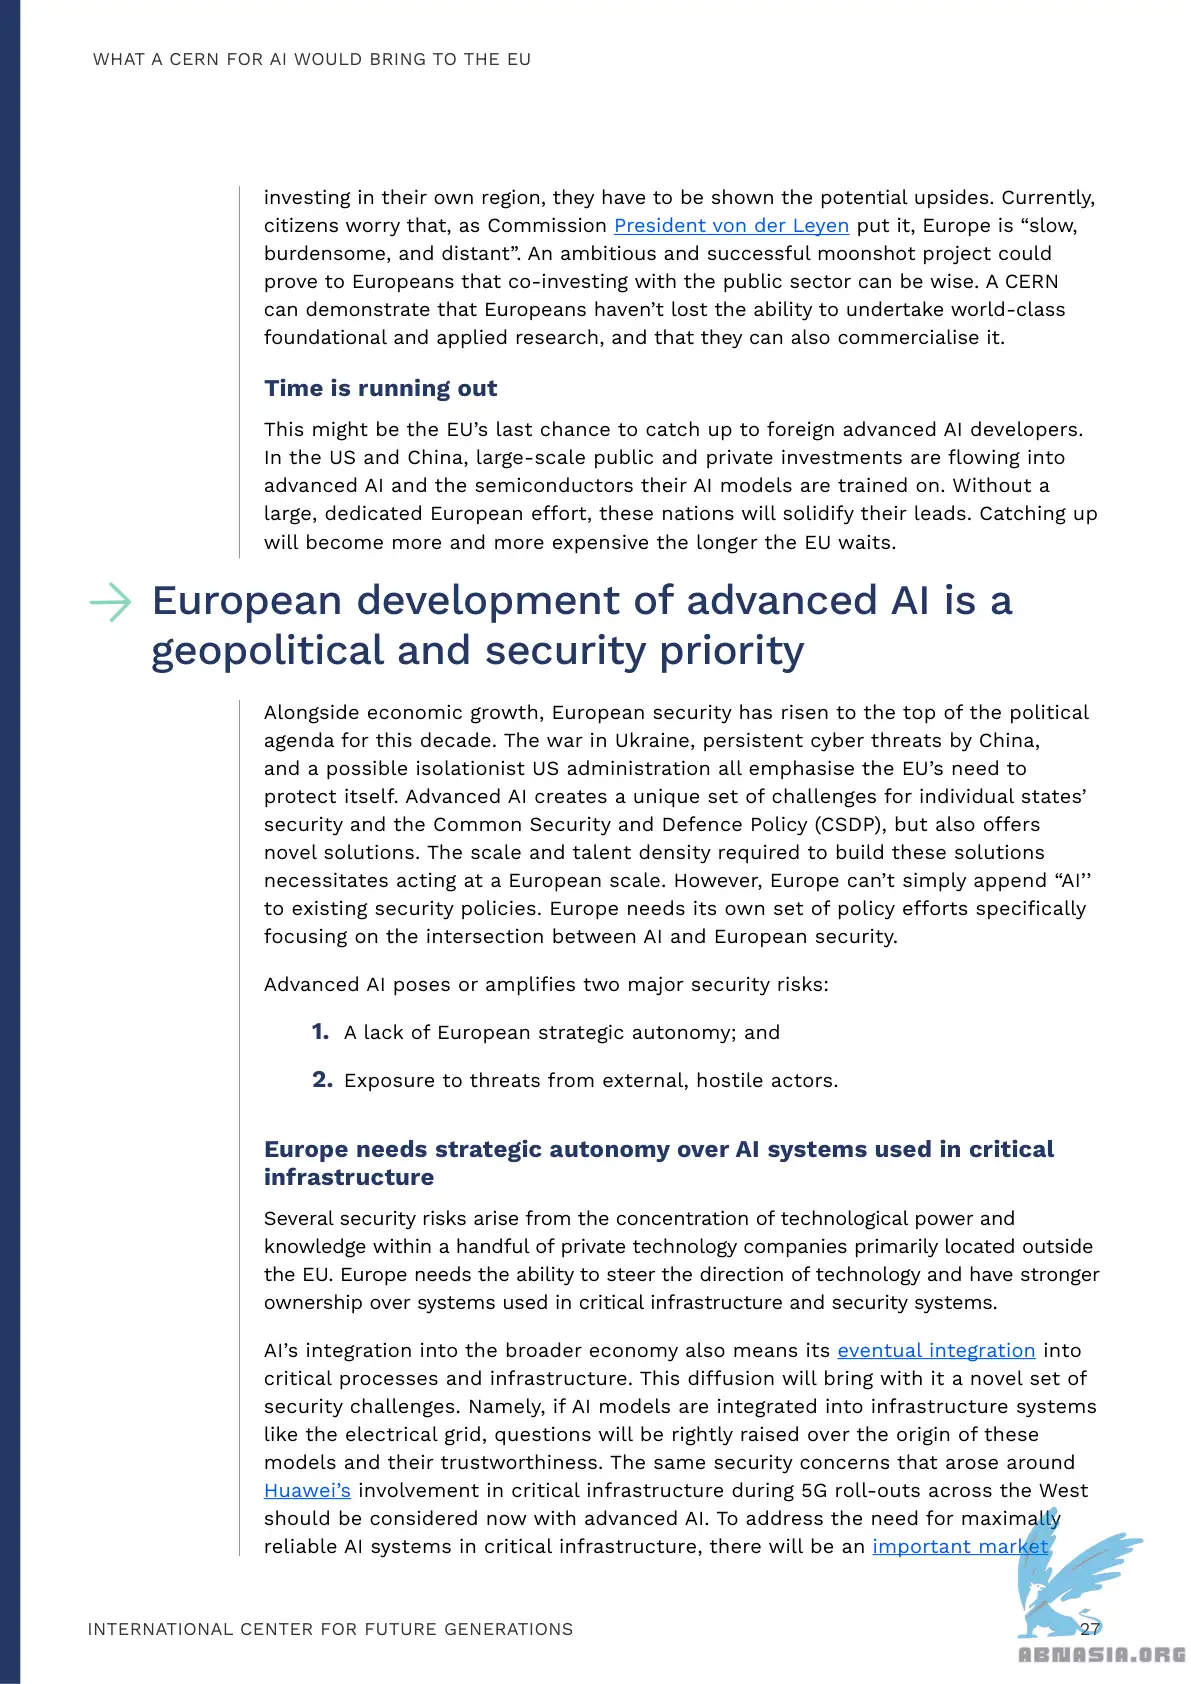 WHAT A CERN FOR AI WOULD BRING TO THE EU
investing in their own region, they have to be shown the potential upsides. Currently,
citizens worry that, as Commission President von der Leyen put it, Europe is “slow,
burdensome, and distant”. An ambitious and successful moonshot project could
prove to Europeans that co-investing with the public sector can be wise. A CERN
can demonstrate that Europeans haven’t lost the ability to undertake world-class
foundational and applied research, and that they can also commercialise it.
Time is running out
This might be the EU’s last chance to catch up to foreign advanced AI developers.
In the US and China, large-scale public and private investments are flowing into
advanced AI and the semiconductors their AI models are trained on. Without a
large, dedicated European effort, these nations will solidify their leads. Catching up
will become more and more expensive the longer the EU waits.
European development of advanced AI is a
geopolitical and security priority
Alongside economic growth, European security has risen to the top of the political
agenda for this decade. The war in Ukraine, persistent cyber threats by China,
and a possible isolationist US administration all emphasise the EU’s need to
protect itself. Advanced AI creates a unique set of challenges for individual states’
security and the Common Security and Defence Policy (CSDP), but also offers
novel solutions. The scale and talent density required to build these solutions
necessitates acting at a European scale. However, Europe can’t simply append “AI’’
to existing security policies. Europe needs its own set of policy efforts specifically
focusing on the intersection between AI and European security.
Advanced AI poses or amplifies two major security risks:
1. A lack of European strategic autonomy; and
2. Exposure to threats from external, hostile actors.
Europe needs strategic autonomy over AI systems used in critical
infrastructure
Several security risks arise from the concentration of technological power and
knowledge within a handful of private technology companies primarily located outside
the EU. Europe needs the ability to steer the direction of technology and have stronger
ownership over systems used in critical infrastructure and security systems.
AI’s integration into the broader economy also means its eventual integration into
critical processes and infrastructure. This diffusion will bring with it a novel set of
security challenges. Namely, if AI models are integrated into infrastructure systems
like the electrical grid, questions will be rightly raised over the origin of these
models and their trustworthiness. The same security concerns that arose around
Huawei’s involvement in critical infrastructure during 5G roll-outs across the West
should be considered now with advanced AI. To address the need for maximally
reliable AI systems in critical infrastructure, there will be an important market
INTERNATIONAL CENTER FOR FUTURE GENERATIONS
27
ABNASIA.ORG